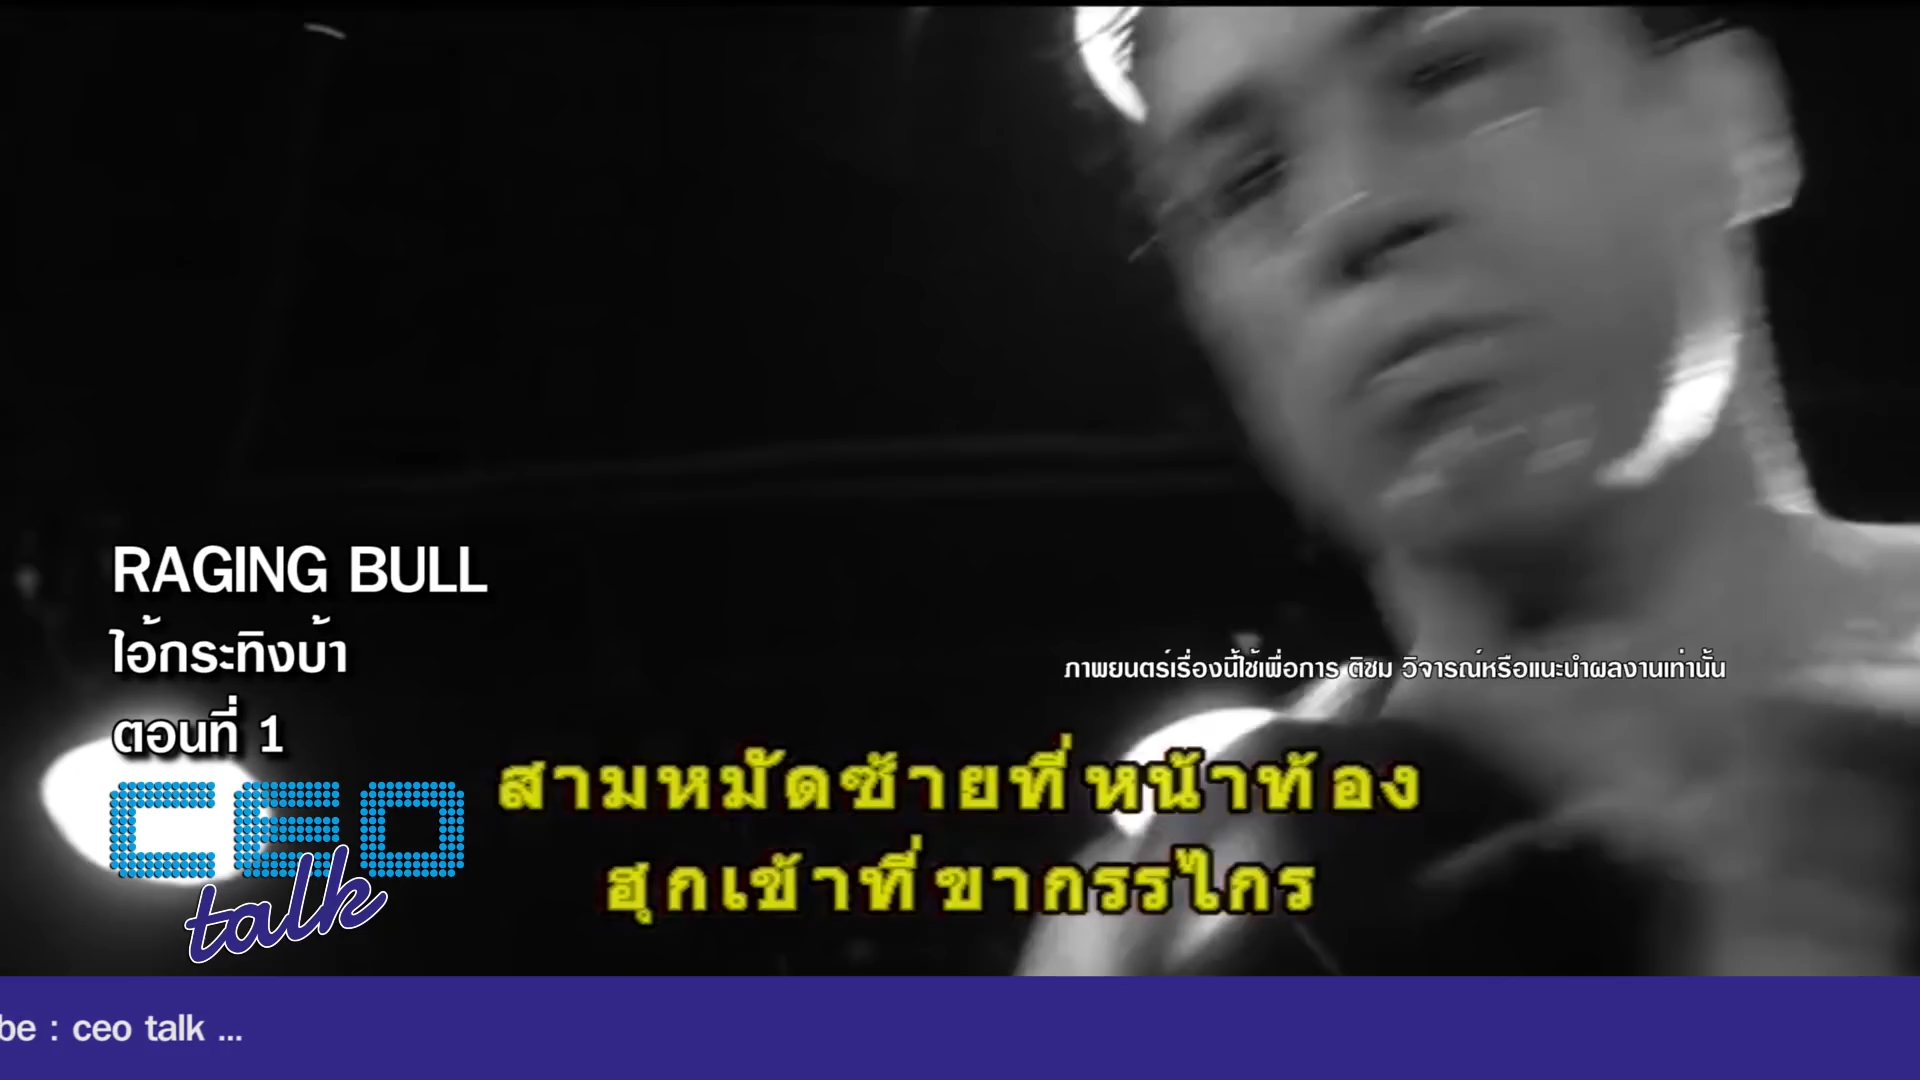 RAGING BULL
ไอ้กระทิงบ้า
ตอนที่ 1
ภาพยนตร์เรื่องนี้ใช้เพื่อการ ติชม วิจารณ์หรือแนะนำผลงานเท่านั้น
สามหมัดซ้ายที่หน้าท้อง
ฮุกเข้าที่ขากรรไกร
CEO
talk
be : ceo talk ...